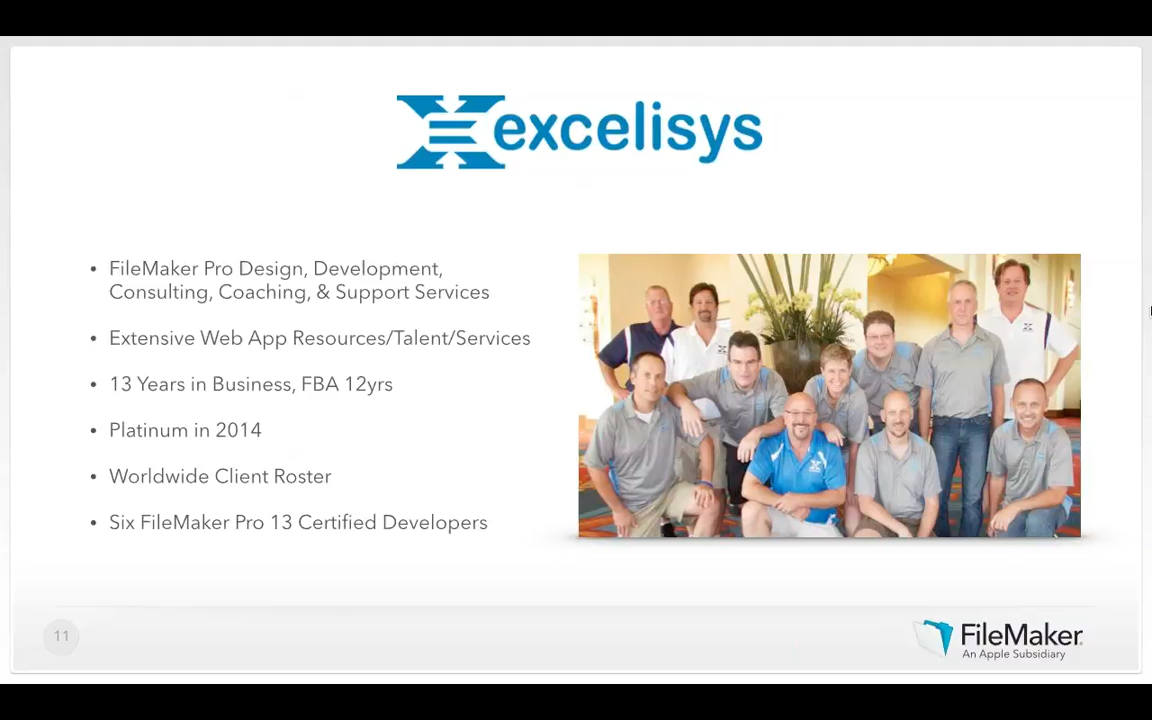 excelisys
• FileMaker Pro Design, Development,
Consulting, Coaching, & Support Services
• Extensive Web App Resources/Talent/Services
• 13 Years in Business, FBA 12yrs
• Platinum in 2014
• Worldwide Client Roster
• Six FileMaker Pro 13 Certified Developers
11
FileMaker
An Apple Subsidiary